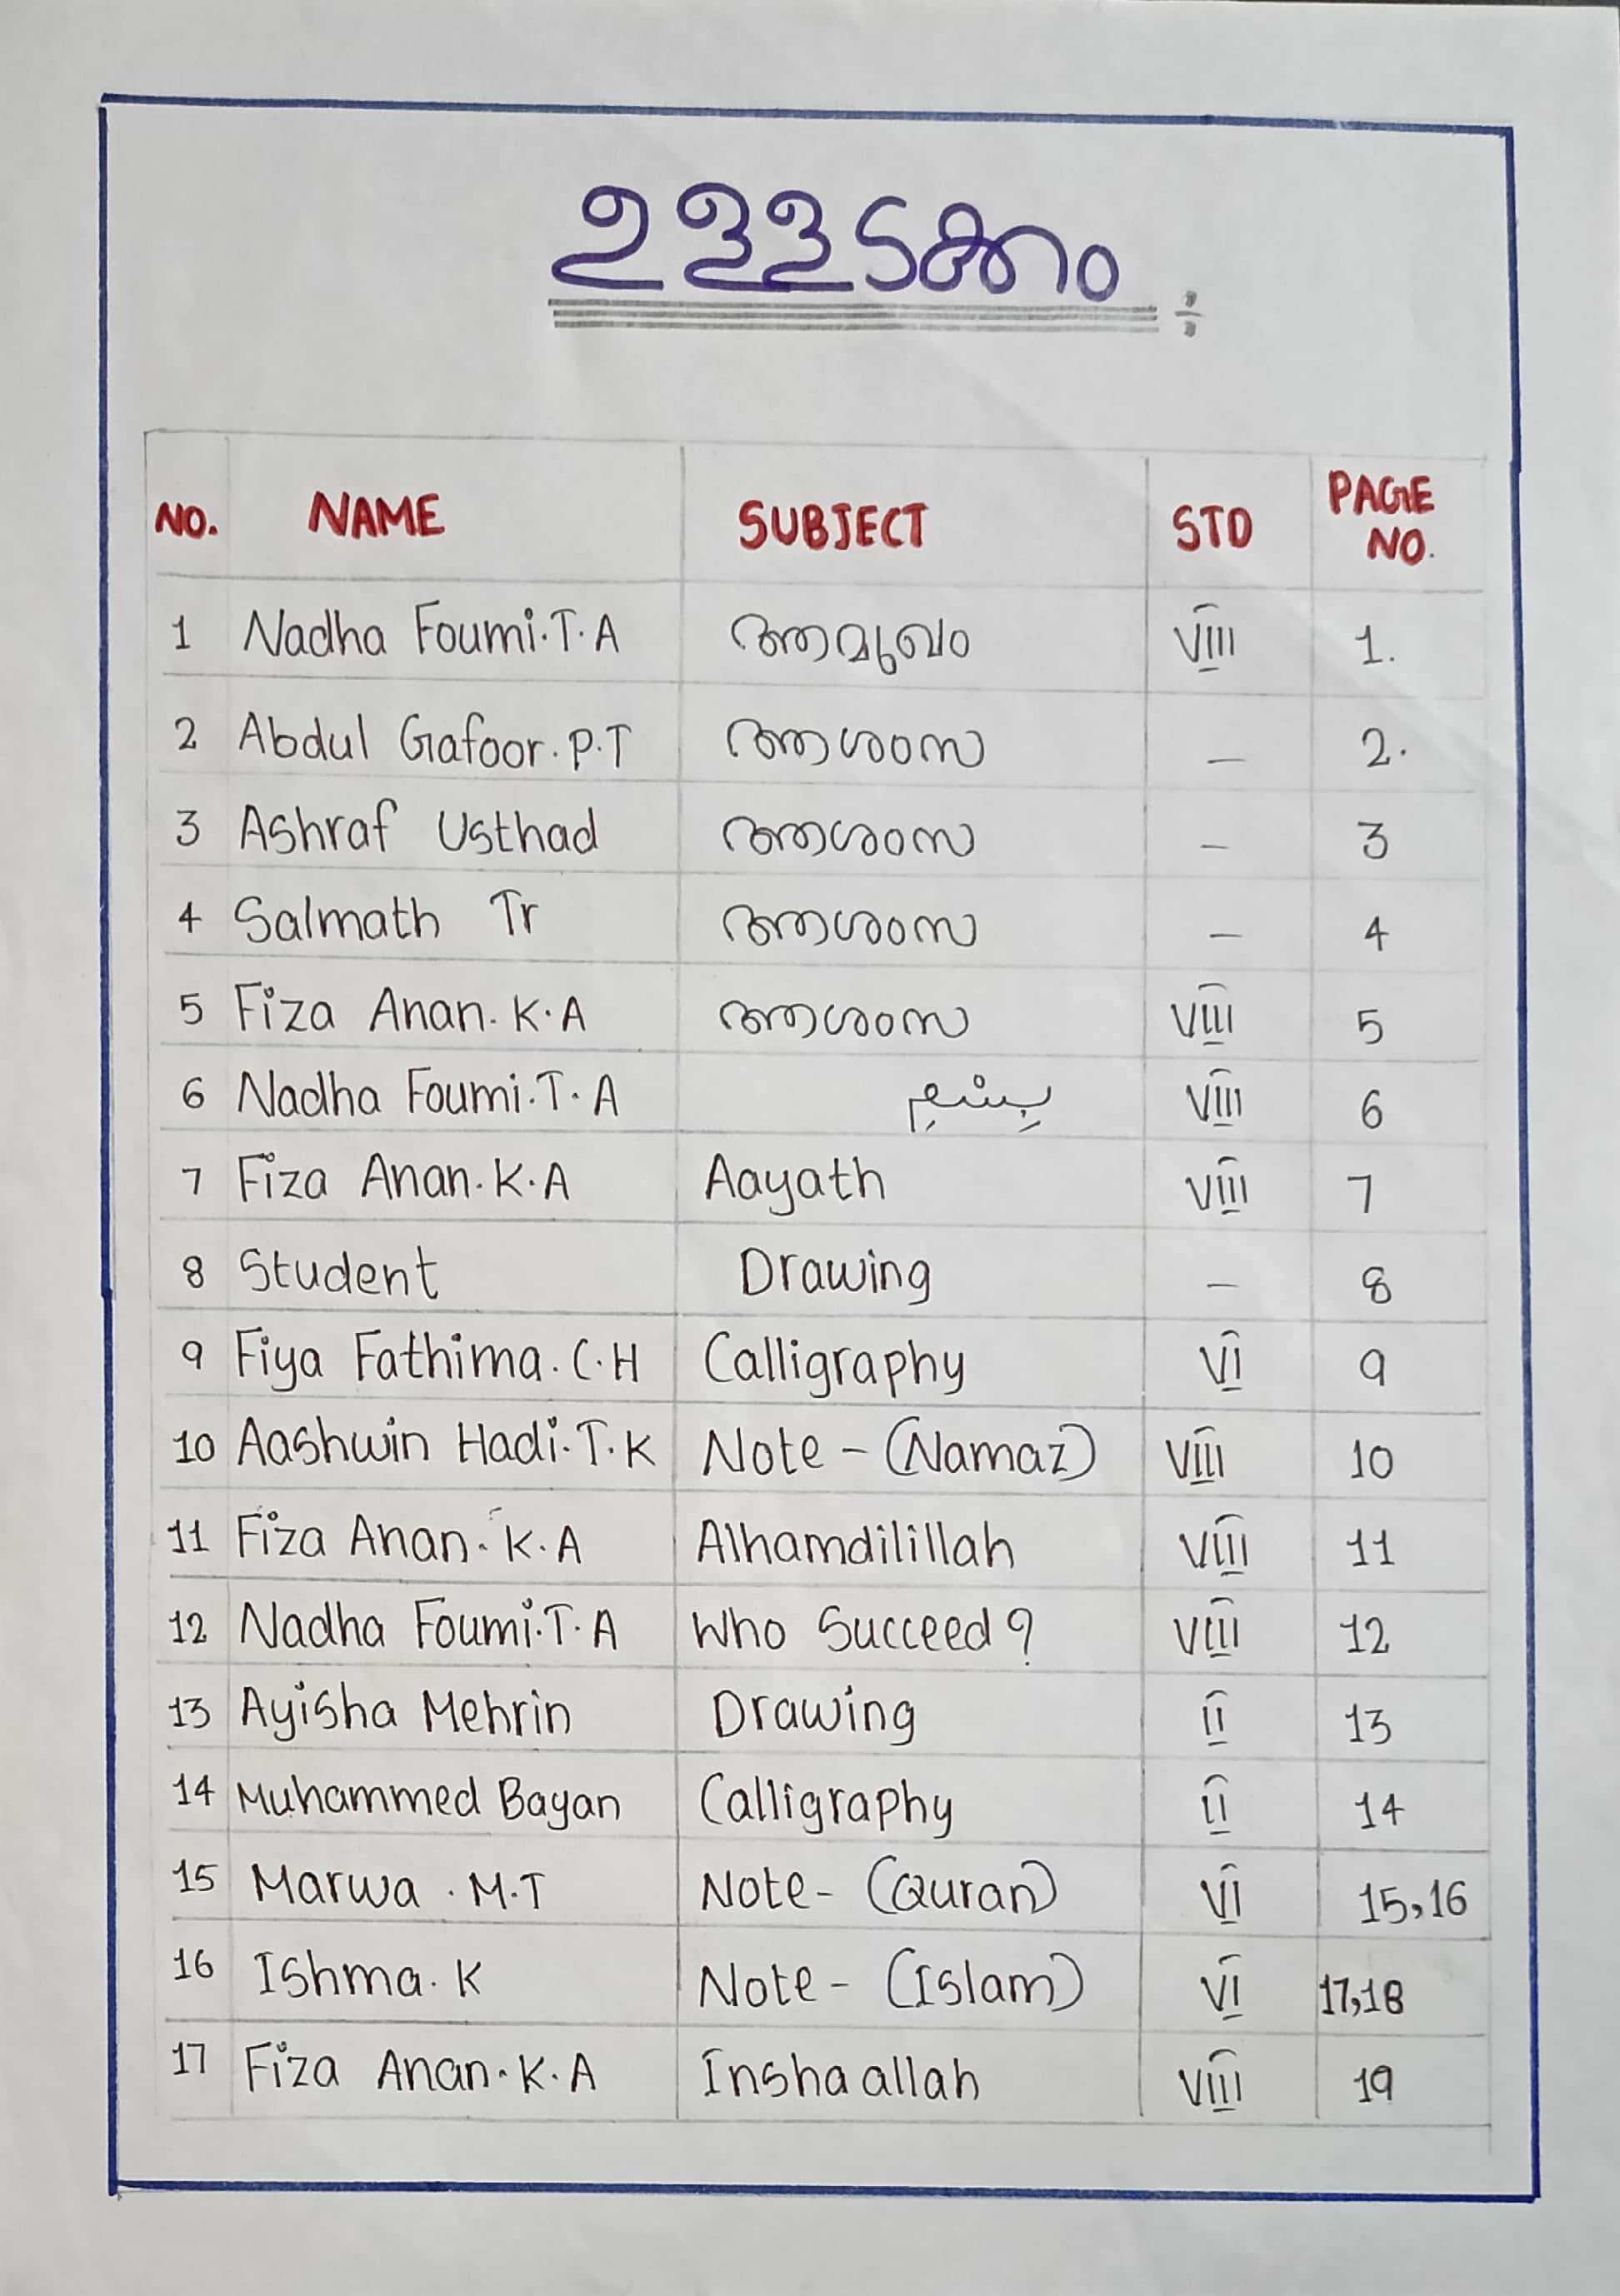 ഉള്ളടക്കം ÷
NO. NAME SUBJECT STD PAGE NO.
1 Nadha Foumi.T.A ആമുഖം VIII 1.
2 Abdul Gafoor.P.T ആശംസ — 2.
3 Ashraf Usthad ആശംസ — 3
4 Salmath Tr ആശംസ — 4
5 Fiza Anan.K.A ആശംസ VIII 5
6 Nadha Foumi.T.A بِسْمِ VIII 6
7 Fiza Anan.K.A Aayath VIII 7
8 Student Drawing — 8
9 Fiya Fathima.C.H Calligraphy VI 9
10 Aashwin Hadi.T.K Note - (Namaz) VIII 10
11 Fiza Anan.K.A Alhamdilillah VIII 11
12 Nadha Foumi.T.A Who Succeed? VIII 12
13 Ayisha Mehrin Drawing II 13
14 Muhammed Bayan Calligraphy II 14
15 Marwa.M.T Note- (Quran) VI 15,16
16 Ishma.K Note- (Islam) VI 17,18
17 Fiza Anan.K.A Inshaallah VIII 19